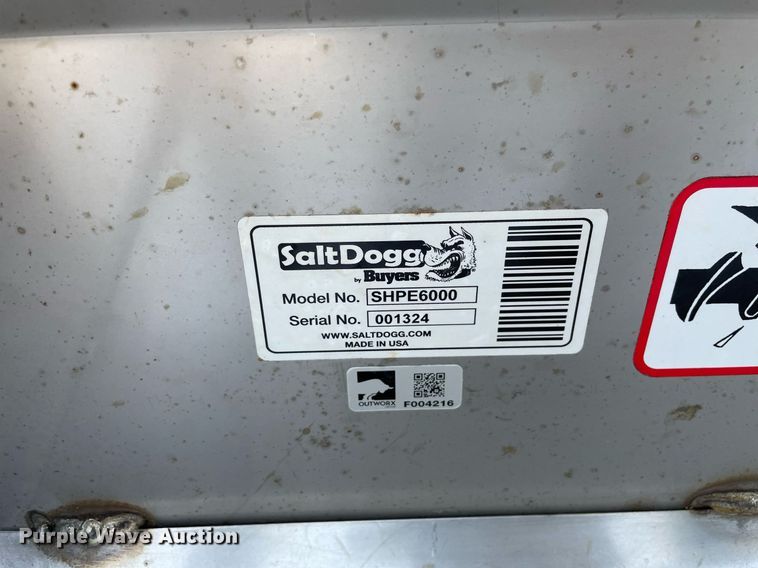 SaltDogg
by Buyers
Model No. SHPE6000
Serial No. 001324
WWW.SALTDOGG.COM
MADE IN USA
OUTWORX
F004216
Purple Wave Auction